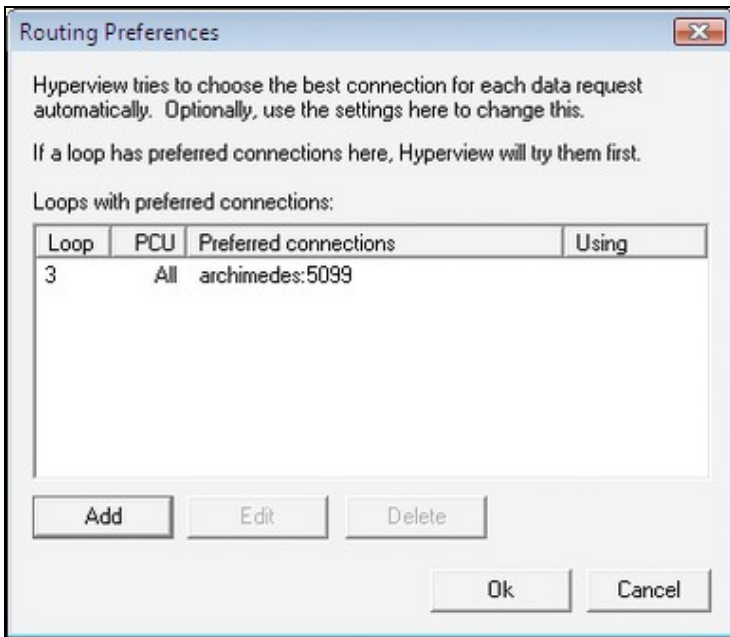 Routing Preferences
Hyperview tries to choose the best connection for each data request
automatically.  Optionally, use the settings here to change this.
If a loop has preferred connections here, Hyperview will try them first.
Loops with preferred connections:
Loop PCU Preferred connections Using
3 All archimedes:5099
Add Edit Delete
Ok Cancel